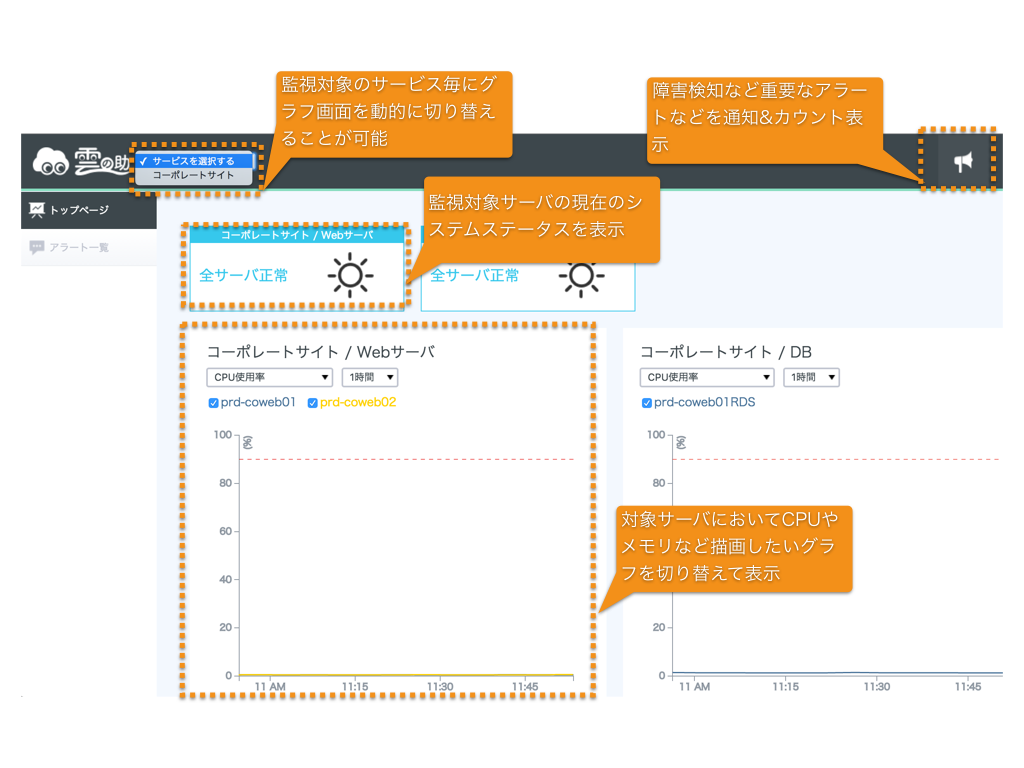 監視対象のサービス毎にグ
ラフ画面を動的に切り替え
ることが可能
障害検知など重要なアラー
トなどを通知&カウント表
示
雲の助
✓ サービスを選択する
コーポレートサイト
監視対象サーバの現在のシ
ステムステータスを表示
トップページ
アラート一覧
コーポレートサイト / Webサーバ
全サーバ正常
全サーバ正常
コーポレートサイト / Webサーバ
CPU使用率 ▼ 1時間 ▼
prd-coweb01 prd-coweb02
100
(%)
80
60
40
20
0
11 AM 11:15 11:30 11:45
コーポレートサイト / DB
CPU使用率 ▼ 1時間 ▼
prd-coweb01RDS
100
(%)
80
対象サーバにおいてCPUや
メモリなど描画したいグラ
フを切り替えて表示
20
0
11 AM 11:15 11:30 11:45